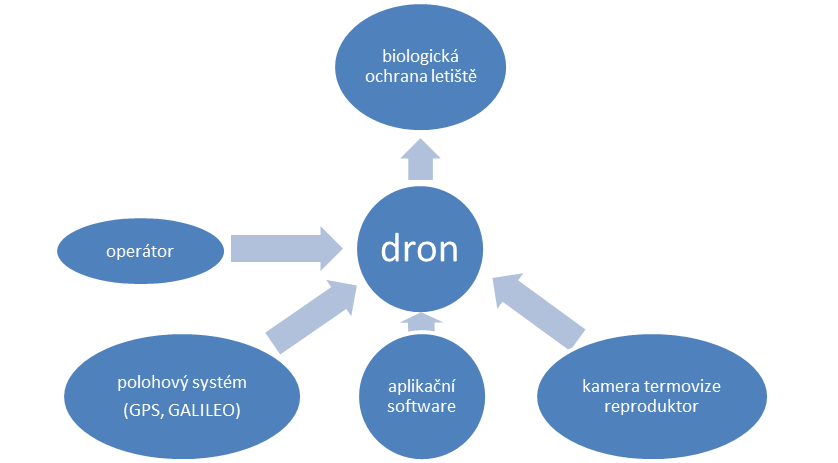 biologická
ochrana letiště
operátor
dron
polohový systém
(GPS, GALILEO)
aplikační
software
kamera termovize
reproduktor